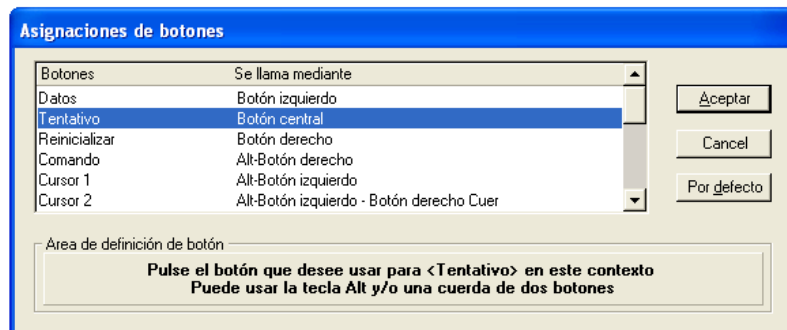 Asignaciones de botones
Botones Se llama mediante
Datos Botón izquierdo
Tentativo Botón central
Reinicializar Botón derecho
Comando Alt-Botón derecho
Cursor 1 Alt-Botón izquierdo
Cursor 2 Alt-Botón izquierdo - Botón derecho Cuer
Aceptar
Cancel
Por defecto
Area de definición de botón
Pulse el botón que desee usar para <Tentativo> en este contexto
Puede usar la tecla Alt y/o una cuerda de dos botones